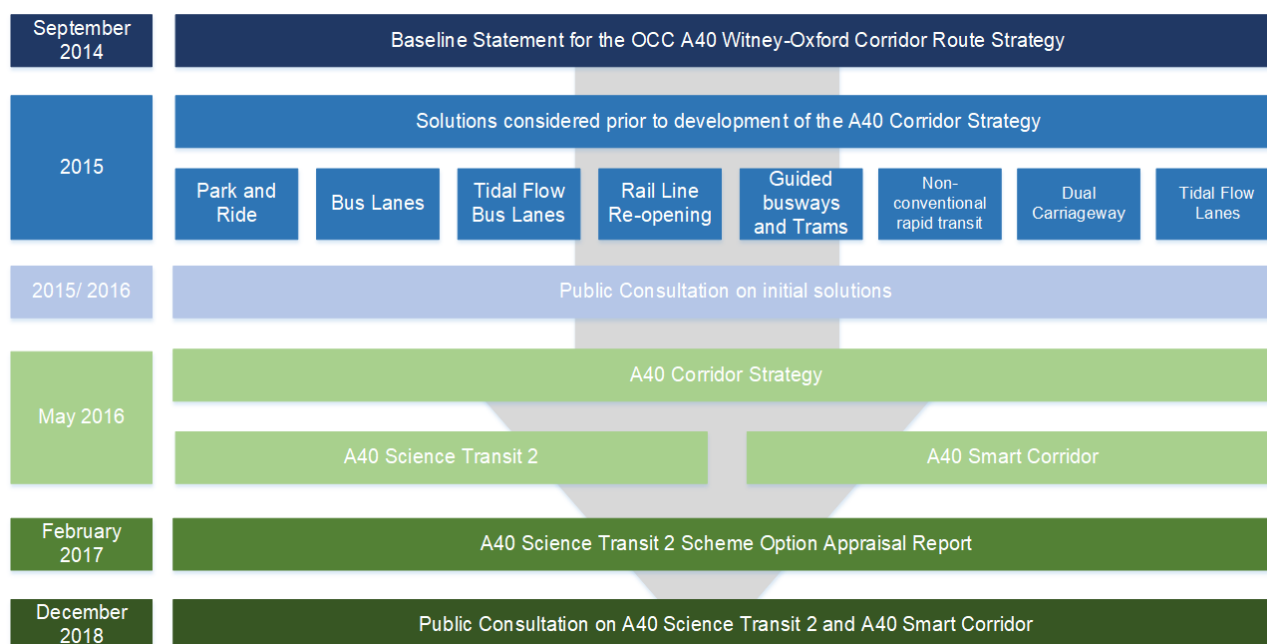 September
2014
Baseline Statement for the OCC A40 Witney-Oxford Corridor Route Strategy
2015
Solutions considered prior to development of the A40 Corridor Strategy
Park and
Ride
Bus Lanes
Tidal Flow
Bus Lanes
Rail Line
Re-opening
Guided
busways
and Trams
Non-
conventional
rapid transit
Dual
Carriageway
Tidal Flow
Lanes
2015/ 2016
Public Consultation on initial solutions
May 2016
A40 Corridor Strategy
A40 Science Transit 2
A40 Smart Corridor
February
2017
A40 Science Transit 2 Scheme Option Appraisal Report
December
2018
Public Consultation on A40 Science Transit 2 and A40 Smart Corridor